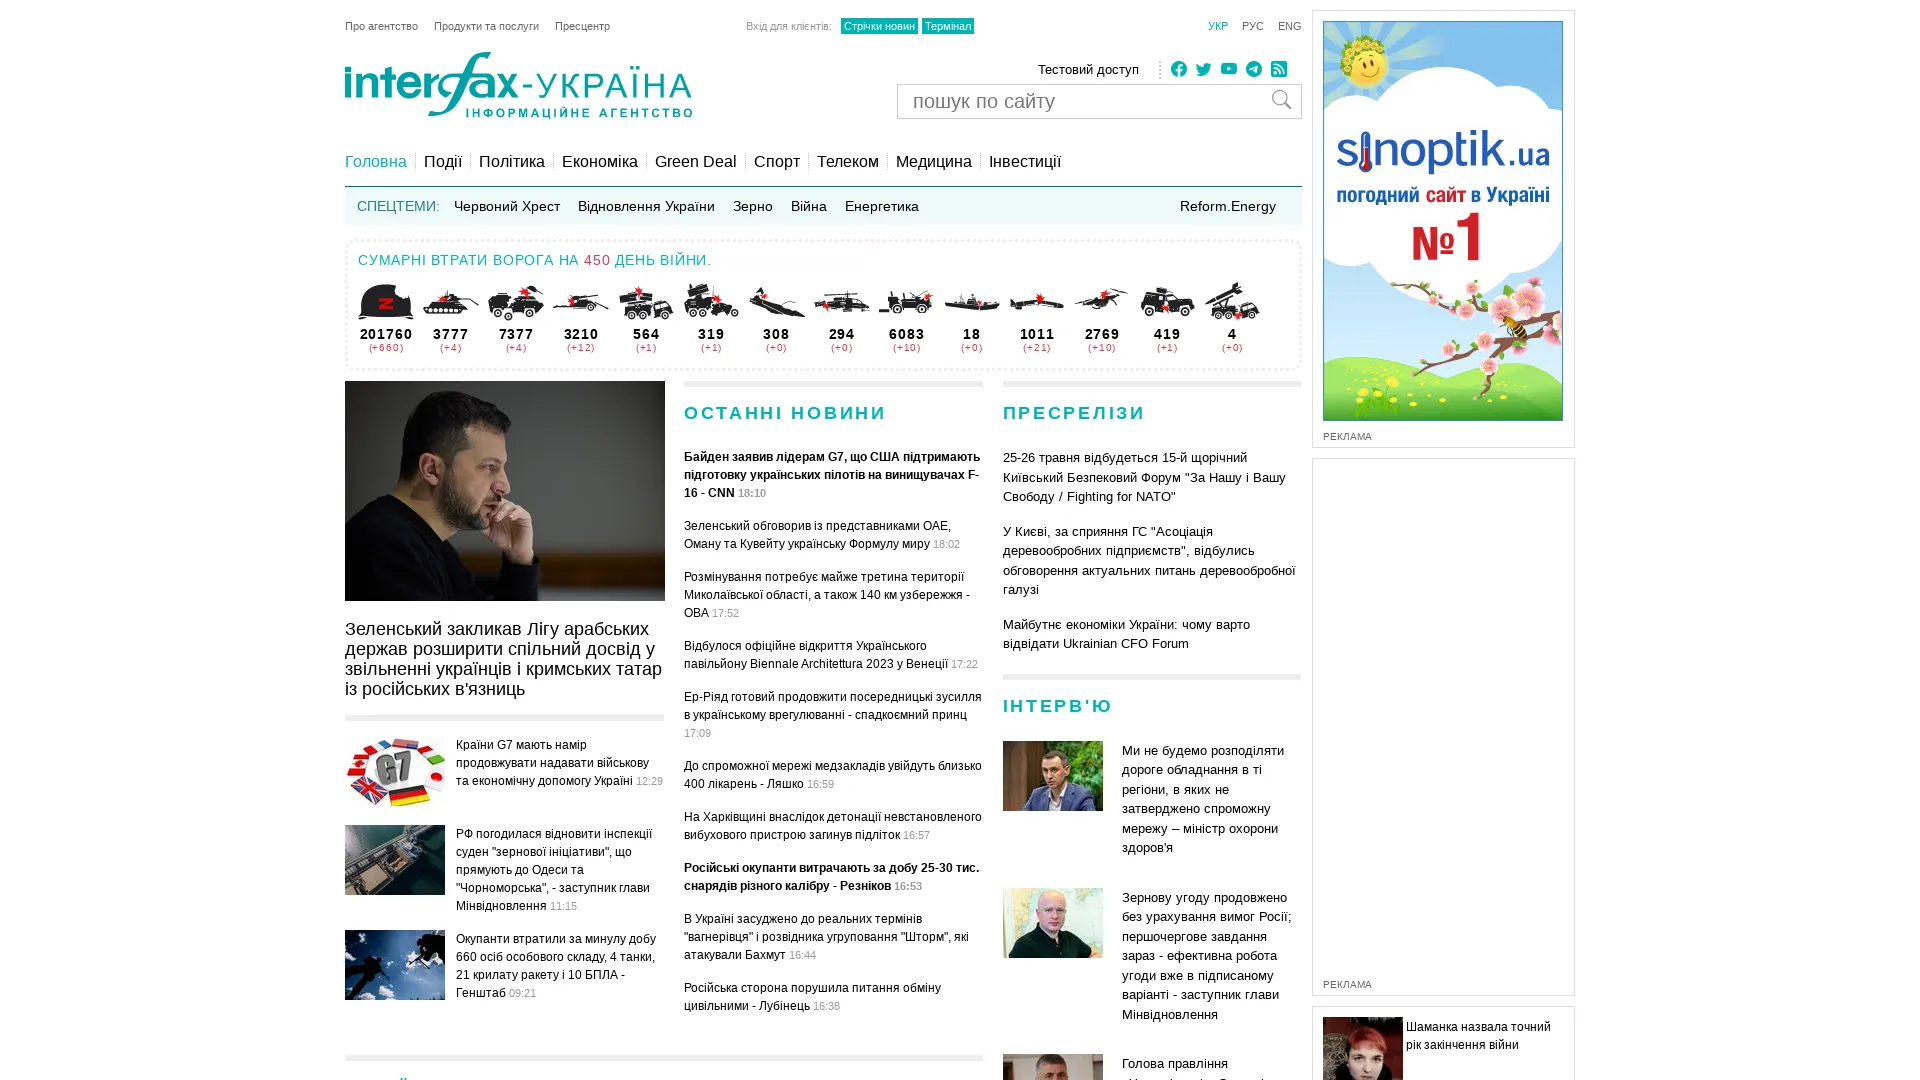 Про агентство Продукти та послуги Пресцентр Вхід для клієнтів: Стрічки новин Термінал УКР РУС ENG
Тестовий доступ
interfax-УКРАЇНА
ІНФОРМАЦІЙНЕ АГЕНТСТВО
пошук по сайту
Головна Події Політика Економіка Green Deal Спорт Телеком Медицина Інвестиції
СПЕЦТЕМИ: Червоний Хрест Відновлення України Зерно Війна Енергетика Reform.Energy
СУМАРНІ ВТРАТИ ВОРОГА НА 450 ДЕНЬ ВІЙНИ.
Z
201760 3777 7377 3210 564 319 308 294 6083 18 1011 2769 419 4
(+660) (+4) (+4) (+12) (+1) (+1) (+0) (+0) (+10) (+0) (+21) (+10) (+1) (+0)
Зеленський закликав Лігу арабських
держав розширити спільний досвід у
звільненні українців і кримських татар
із російських в'язниць
G7
Країни G7 мають намір
продовжувати надавати військову
та економічну допомогу Україні 12:29
РФ погодилася відновити інспекції
суден "зернової ініціативи", що
прямують до Одеси та
"Чорноморська", - заступник глави
Мінвідновлення 11:15
Окупанти втратили за минулу добу
660 осіб особового складу, 4 танки,
21 крилату ракету і 10 БПЛА -
Генштаб 09:21
ОСТАННІ НОВИНИ
Байден заявив лідерам G7, що США підтримають
підготовку українських пілотів на винищувачах F-
16 - CNN 18:10
Зеленський обговорив із представниками ОАЕ,
Оману та Кувейту українську Формулу миру 18:02
Розмінування потребує майже третина території
Миколаївської області, а також 140 км узбережжя -
ОВА 17:52
Відбулося офіційне відкриття Українського
павільйону Biennale Architettura 2023 у Венеції 17:22
Ер-Ріяд готовий продовжити посередницькі зусилля
в українському врегулюванні - спадкоємний принц
17:09
До спроможної мережі медзакладів увійдуть близько
400 лікарень - Ляшко 16:59
На Харківщині внаслідок детонації невстановленого
вибухового пристрою загинув підліток 16:57
Російські окупанти витрачають за добу 25-30 тис.
снарядів різного калібру - Резніков 16:53
В Україні засуджено до реальних термінів
"вагнерівця" і розвідника угруповання "Шторм", які
атакували Бахмут 16:44
Російська сторона порушила питання обміну
цивільними - Лубінець 16:38
ПРЕСРЕЛІЗИ
25-26 травня відбудеться 15-й щорічний
Київський Безпековий Форум "За Нашу і Вашу
Свободу / Fighting for NATO"
У Києві, за сприяння ГС "Асоціація
деревообробних підприємств", відбулись
обговорення актуальних питань деревообробної
галузі
Майбутнє економіки України: чому варто
відвідати Ukrainian CFO Forum
ІНТЕРВ'Ю
Ми не будемо розподіляти
дороге обладнання в ті
регіони, в яких не
затверджено спроможну
мережу – міністр охорони
здоров'я
Зернову угоду продовжено
без урахування вимог Росії;
першочергове завдання
зараз - ефективна робота
угоди вже в підписаному
варіанті - заступник глави
Мінвідновлення
Голова правління
sinoptik.ua
погодний сайт в Україні
№1
РЕКЛАМА
РЕКЛАМА
Шаманка назвала точний
рік закінчення війни